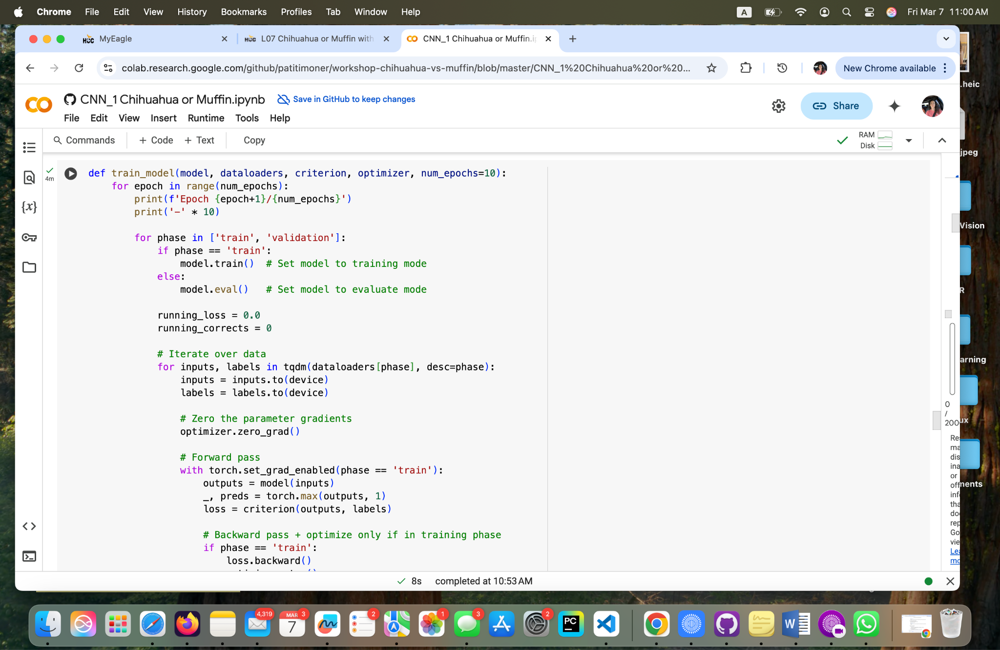 Chrome File Edit View History Bookmarks Profiles Tab Window Help A Fri Mar 7 11:00 AM
HCC MyEagle HCC L07 Chihuahua or Muffin with CNN_1 Chihuahua or Muffin.ip
colab.research.google.com/github/patitimoner/workshop-chihuahua-vs-muffin/blob/master/CNN_1%20Chihuahua%20or%20... New Chrome available
.heic
CNN_1 Chihuahua or Muffin.ipynb Save in GitHub to keep changes
Share
File Edit View Insert Runtime Tools Help
Commands + Code + Text Copy
RAM
Disk
jpeg
4m
def train_model(model, dataloaders, criterion, optimizer, num_epochs=10):
for epoch in range(num_epochs):
print(f'Epoch {epoch+1}/{num_epochs}')
print('-' * 10)
{x}
for phase in ['train', 'validation']:
if phase == 'train':
model.train() # Set model to training mode
else:
model.eval() # Set model to evaluate mode
running_loss = 0.0
running_corrects = 0
# Iterate over data
for inputs, labels in tqdm(dataloaders[phase], desc=phase):
inputs = inputs.to(device)
labels = labels.to(device)
# Zero the parameter gradients
optimizer.zero_grad()
# Forward pass
with torch.set_grad_enabled(phase == 'train'):
outputs = model(inputs)
_, preds = torch.max(outputs, 1)
loss = criterion(outputs, labels)
# Backward pass + optimize only if in training phase
if phase == 'train':
loss.backward()
Vision
R
arning
0
/
200
ux
Re
ma
dis
ina
or
off
ments
inf
tha
do
rep
Go
vie
Lea
mo
8s completed at 10:53 AM
4,319
MAR 3
7
2
1
3
2
PC
W